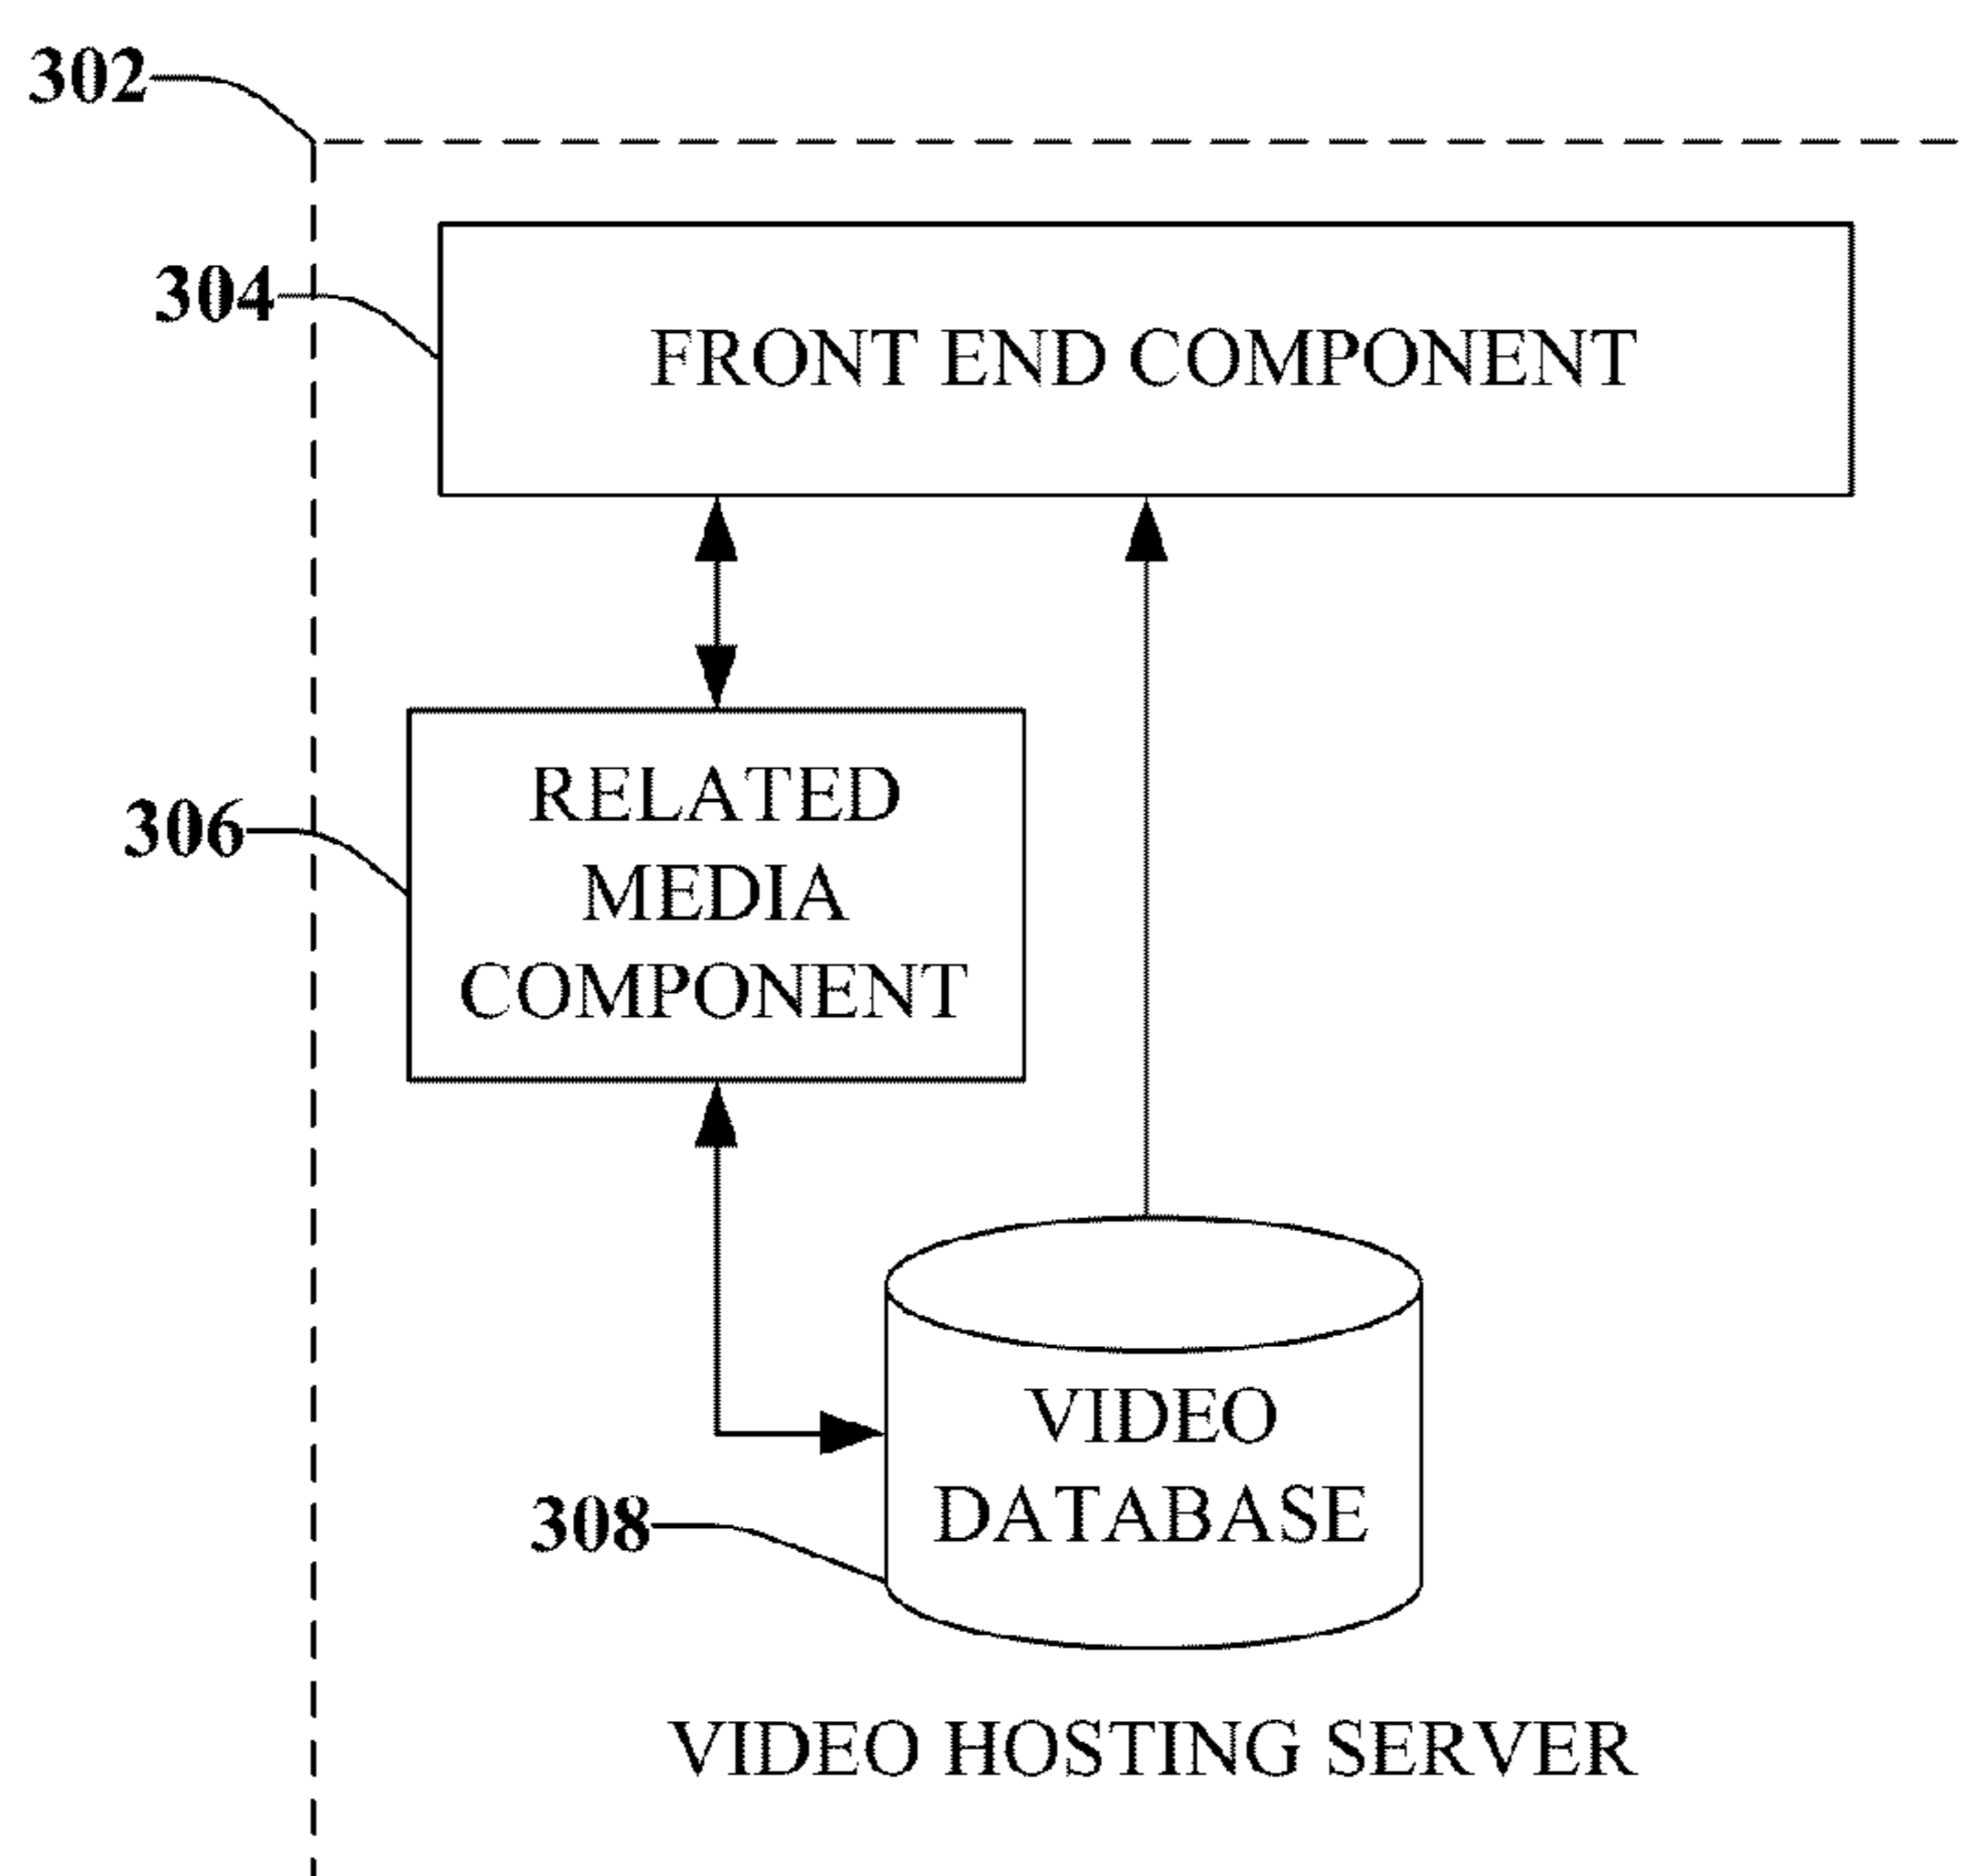 302
304
FRONT END COMPONENT
306
RELATED
MEDIA
COMPONENT
308
VIDEO
DATABASE
VIDEO HOSTING SERVER